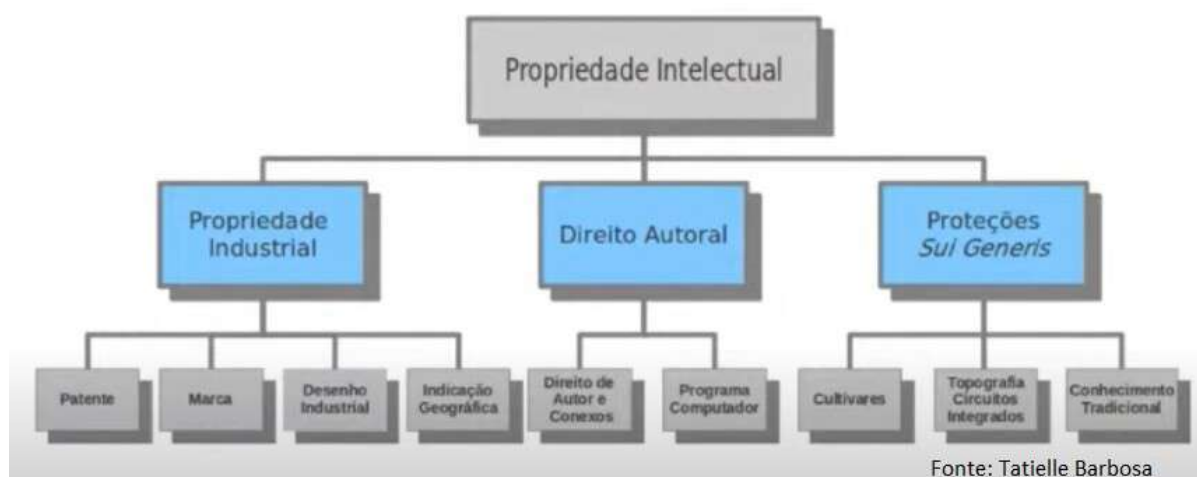 Propriedade Intelectual
Propriedade
Industrial
Direito Autoral
Proteções
Sui Generis
Patente
Marca
Desenho
Industrial
Indicação
Geográfica
Direito de
Autor e
Conexos
Programa
Computador
Cultivares
Topografia
Circuitos
Integrados
Conhecimento
Tradicional
Fonte: Tatielle Barbosa